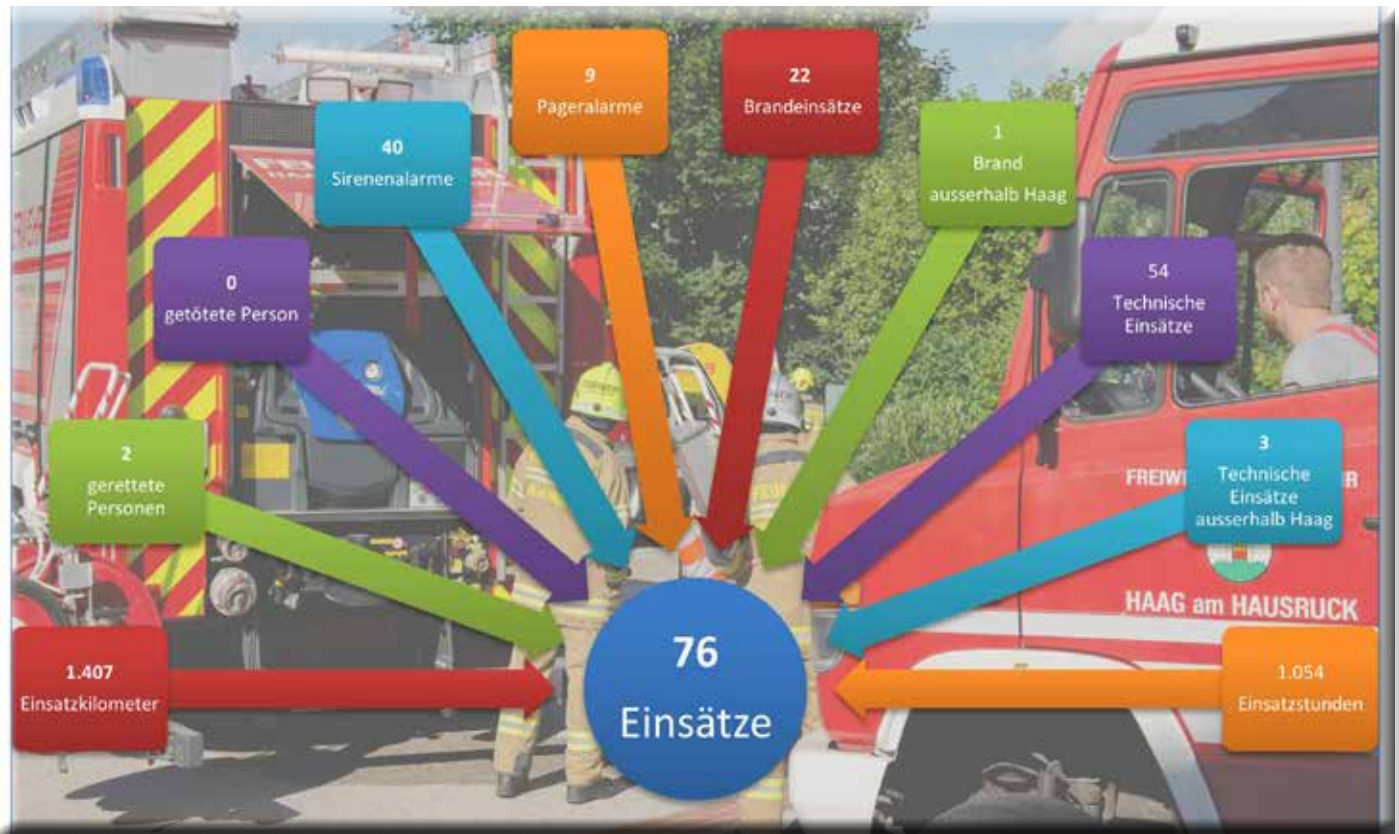 9
Pageralarme
22
Brandeinsätze
40
Sirenenalarme
1
Brand
ausserhalb Haag
0
getötete Person
54
Technische
Einsätze
2
gerettete
Personen
3
Technische
Einsätze
ausserhalb Haag
FREIW
R
HAAG am HAUSRUCK
1.407
Einsatzkilometer
76
Einsätze
1.054
Einsatzstunden